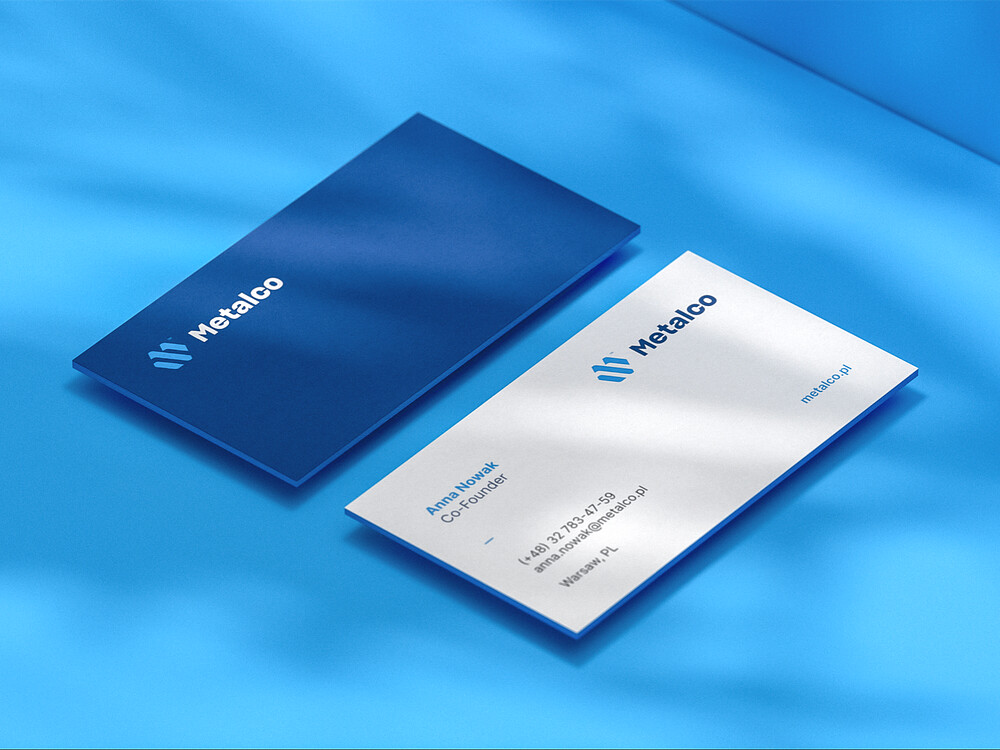 Metalco
Metalco
metalco.pl
Anna Nowak
Co-Founder
(+48) 32 783-47-59
anna.nowak@metalco.pl
Warsaw, PL